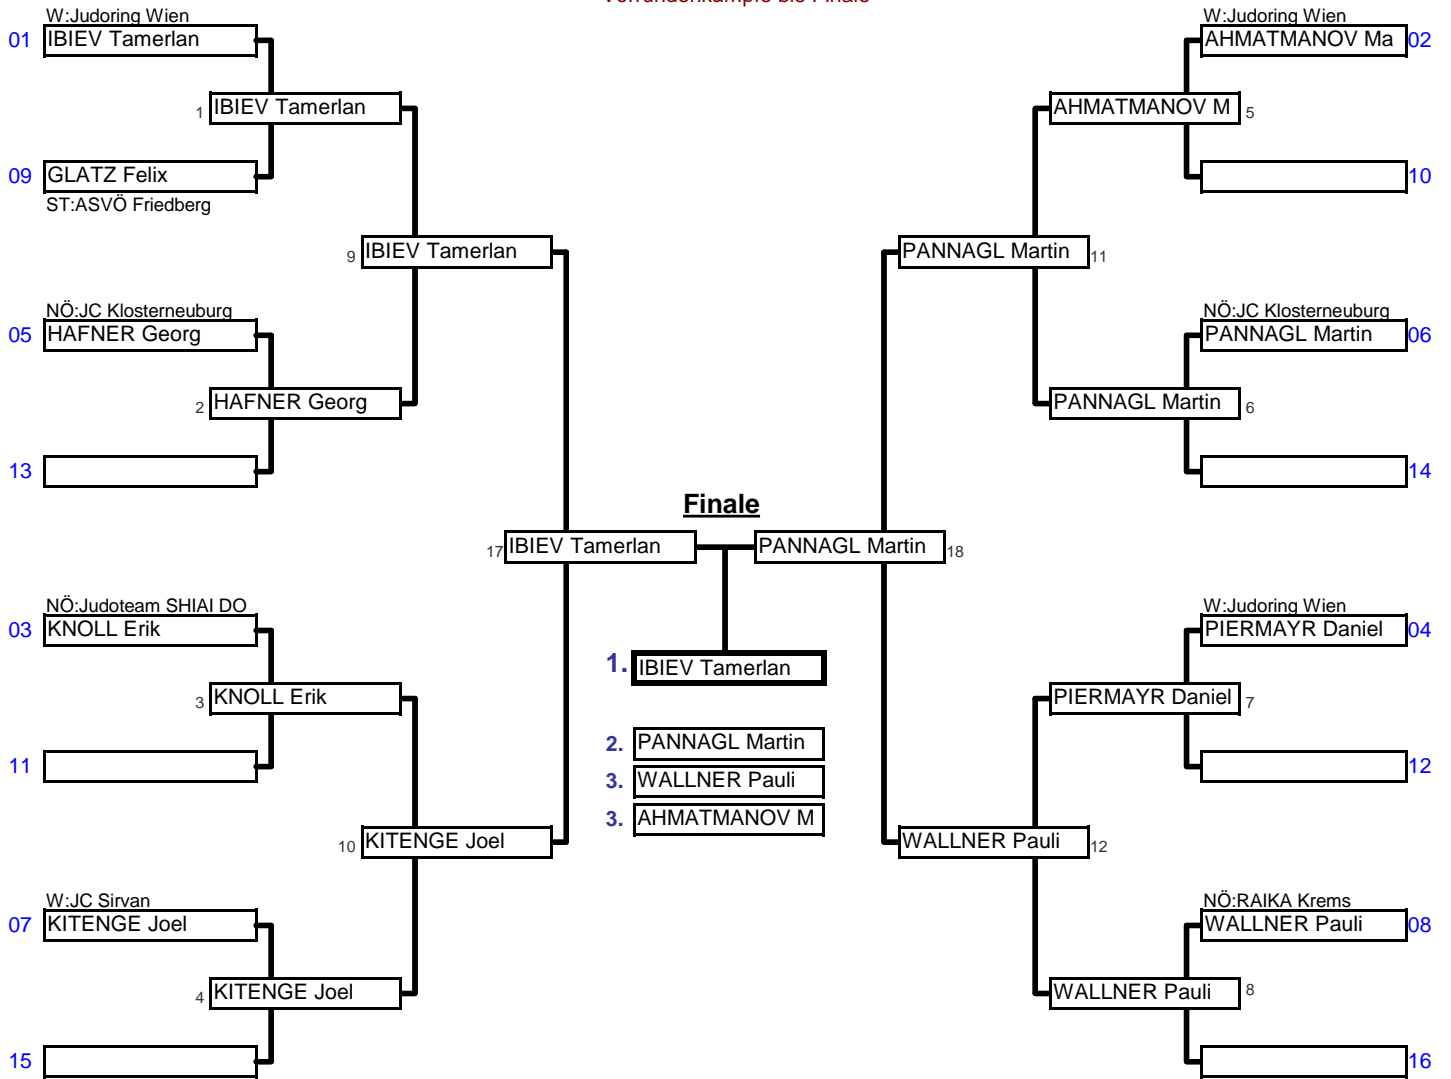 Vorrundenkämpfe bis Finale
W:Judoring Wien
01 IBIEV Tamerlan
1 IBIEV Tamerlan
09 GLATZ Felix
ST:ASVÖ Friedberg
9 IBIEV Tamerlan
NÖ:JC Klosterneuburg
05 HAFNER Georg
2 HAFNER Georg
13
17 IBIEV Tamerlan
NÖ:Judoteam SHIAI DO
03 KNOLL Erik
3 KNOLL Erik
11
10 KITENGE Joel
W:JC Sirvan
07 KITENGE Joel
4 KITENGE Joel
15
Finale
1. IBIEV Tamerlan
2. PANNAGL Martin
3. WALLNER Pauli
3. AHMATMANOV M
W:Judoring Wien
AHMATMANOV Ma 02
AHMATMANOV M 5
10
PANNAGL Martin 11
NÖ:JC Klosterneuburg
PANNAGL Martin 06
PANNAGL Martin 6
14
PANNAGL Martin 18
W:Judoring Wien
PIERMAYR Daniel 04
PIERMAYR Daniel 7
12
WALLNER Pauli 12
NÖ:RAIKA Krems
WALLNER Pauli 08
WALLNER Pauli 8
16